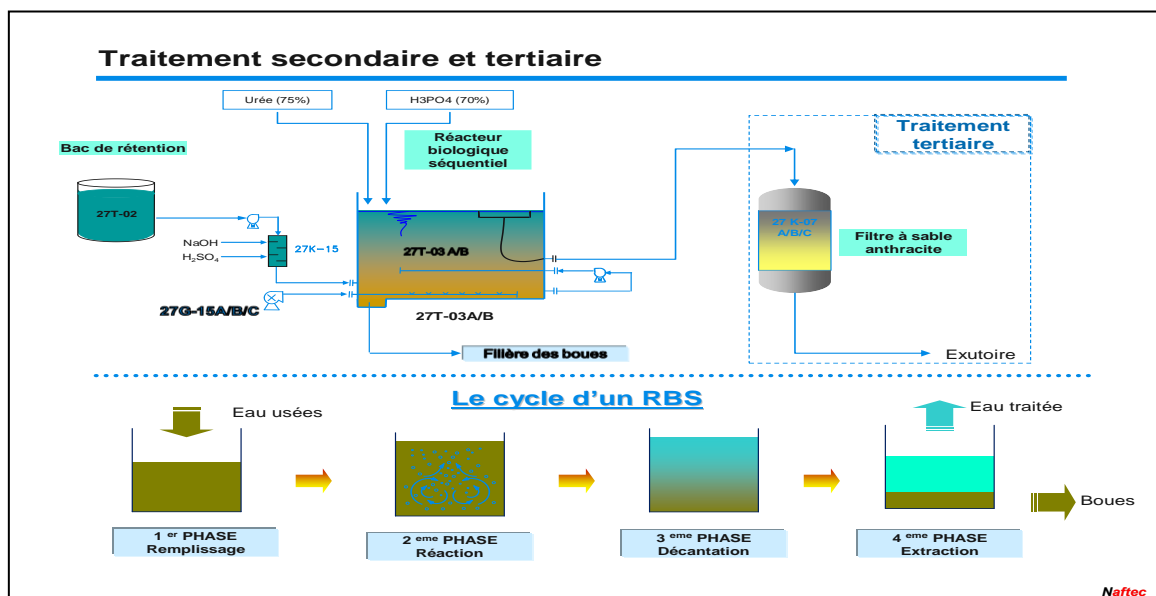 Traitement secondaire et tertiaire
Urée (75%)
H3PO4 (70%)
Traitement
tertiaire
Réacteur
biologique
séquentiel
Bac de rétention
27T-02
27 K-07
A/B/C
Filtre à sable
anthracite
NaOH
H2SO4
27K-15
27T-03 A/B
27G-15A/B/C
27T-03A/B
Filière des boues
Exutoire
Le cycle d’un RBS
Eau usées
Eau traitée
Boues
1 er PHASE
Remplissage
2 eme PHASE
Réaction
3 eme PHASE
Décantation
4 eme PHASE
Extraction
Naftec